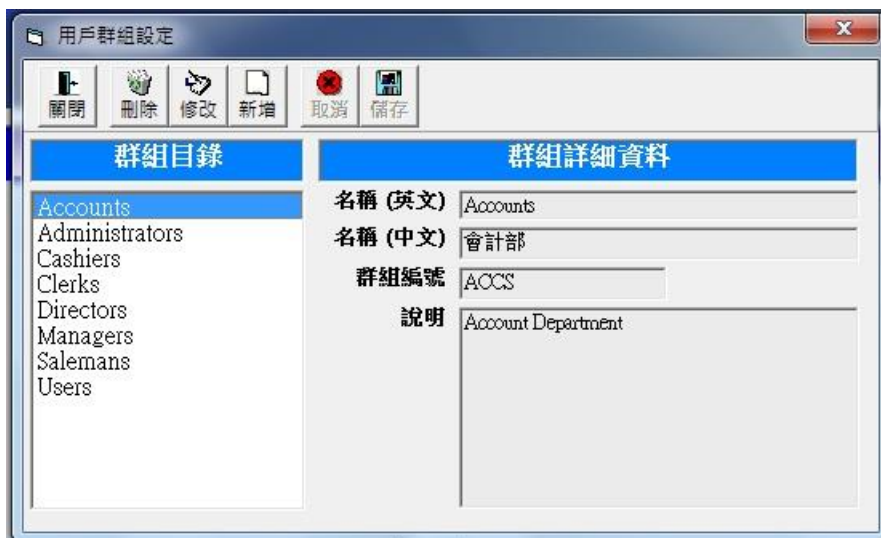 用戶群組設定
關閉 刪除 修改 新增 取消 儲存
群組目錄
Accounts
Administrators
Cashiers
Clerks
Directors
Managers
Salemans
Users
群組詳細資料
名稱 (英文) Accounts
名稱 (中文) 會計部
群組編號 ACCS
說明 Account Department